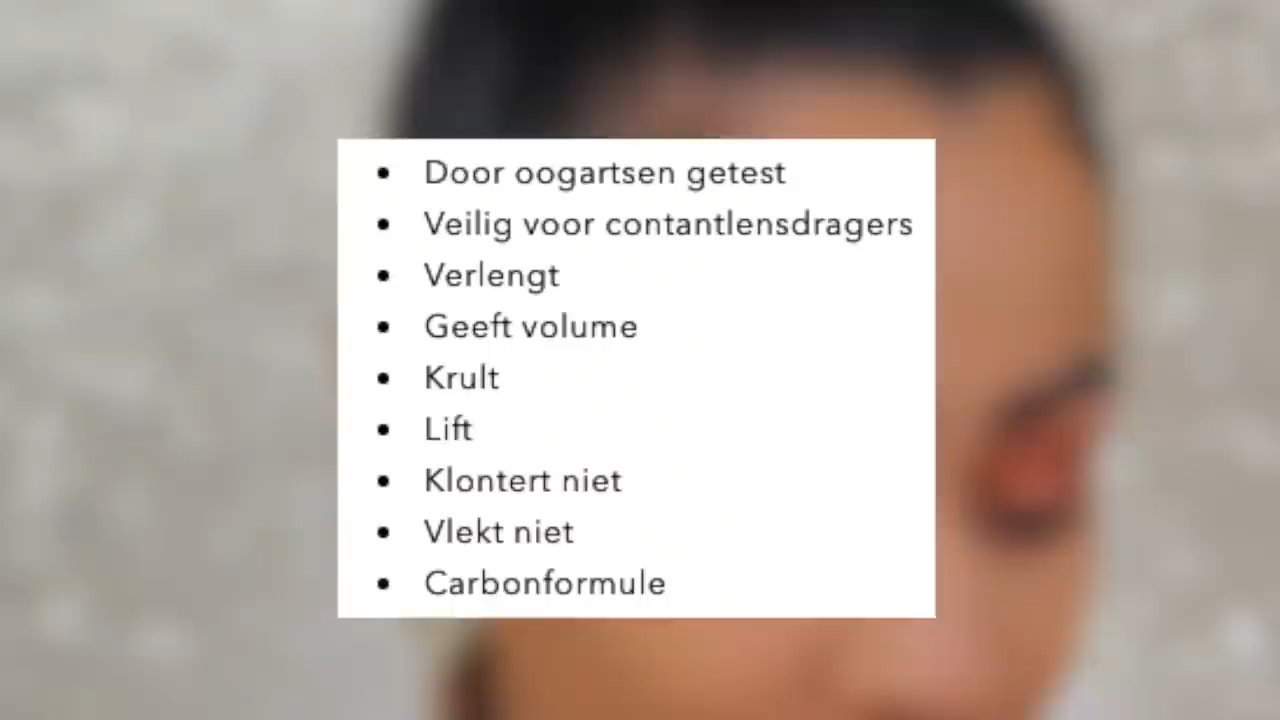 • Door oogartsen getest
• Veilig voor contantlensdragers
• Verlengt
• Geeft volume
• Krult
• Lift
• Klontert niet
• Vlekt niet
• Carbonformule